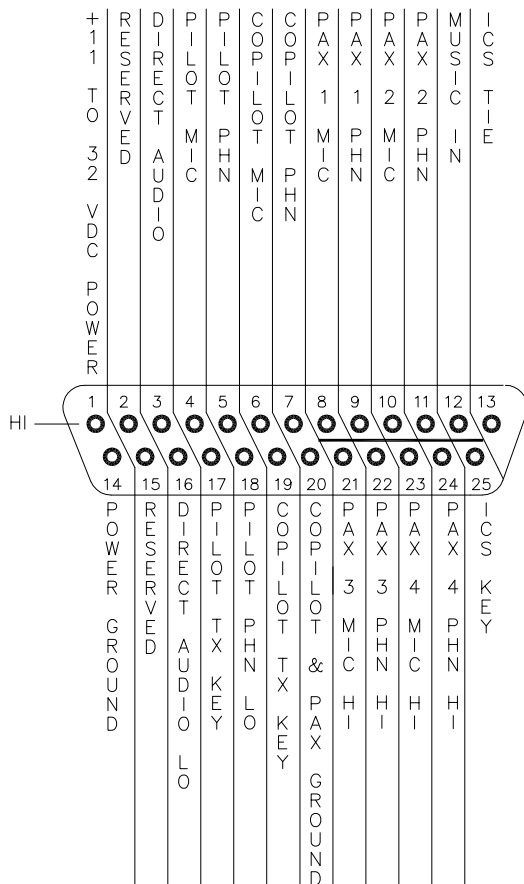 +11 TO 32 VDC POWER
RESERVED
DIRECT AUDIO
PILOT MIC
PILOT PHN
COPILOT MIC
COPILOT PHN
PAX 1 MIC
PAX 1 PHN
PAX 2 MIC
PAX 2 PHN
MUSIC IN
ICS TIE
1 2 3 4 5 6 7 8 9 10 11 12 13
HI
14 15 16 17 18 19 20 21 22 23 24 25
POWER GROUND
RESERVED
DIRECT AUDIO LO
PILOT TX KEY
PILOT PHN LO
COPILOT TX KEY
COPILOT & PAX GROUND
PAX 3 MIC HI
PAX 3 PHN HI
PAX 4 MIC HI
PAX 4 PHN HI
ICS KEY